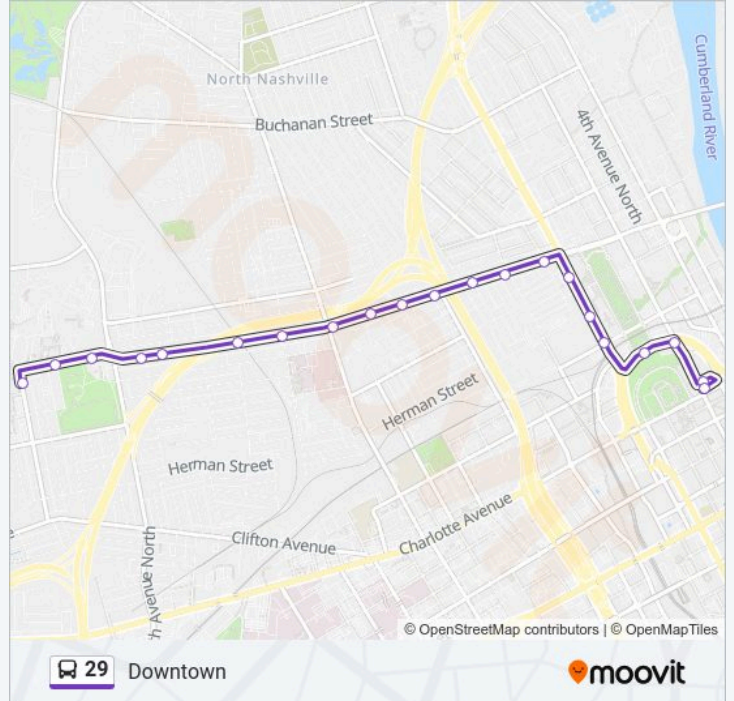 North Nashville
Buchanan Street
4th Avenue North
Cumberland River
Herman Street
Herman Street
Clifton Avenue
Charlotte Avenue
th Avenue North
© OpenStreetMap contributors | © OpenMapTiles
29 Downtown
moovit